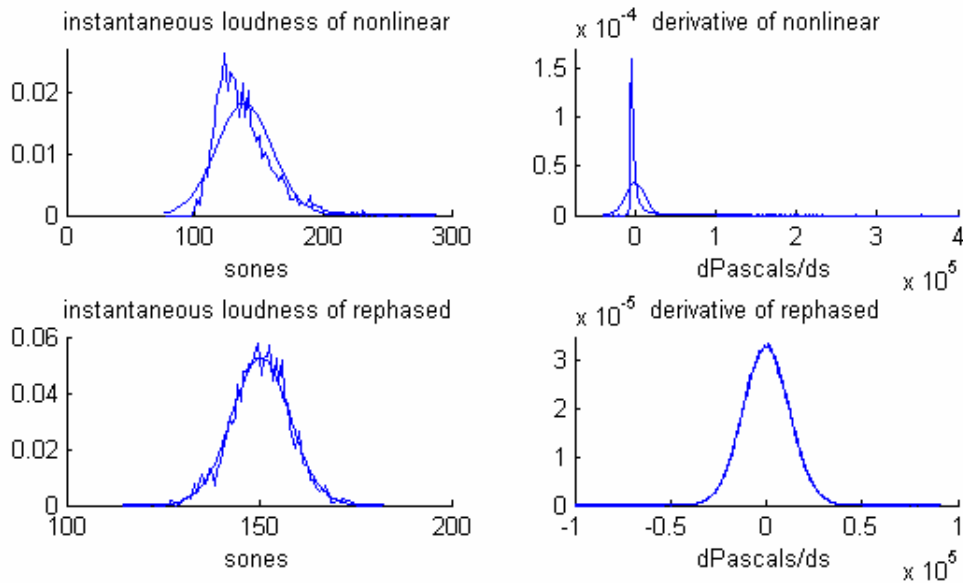 instantaneous loudness of nonlinear
0.02
0.01
0
0 100 200 300
sones
x 10^-4 derivative of nonlinear
1.5
1
0.5
0
0 1 2 3 4
dPascals/ds
x 10^5
instantaneous loudness of rephased
0.06
0.04
0.02
0
100 150 200
sones
x 10^-5 derivative of rephased
3
2
1
0
-1 -0.5 0 0.5 1
dPascals/ds
x 10^5